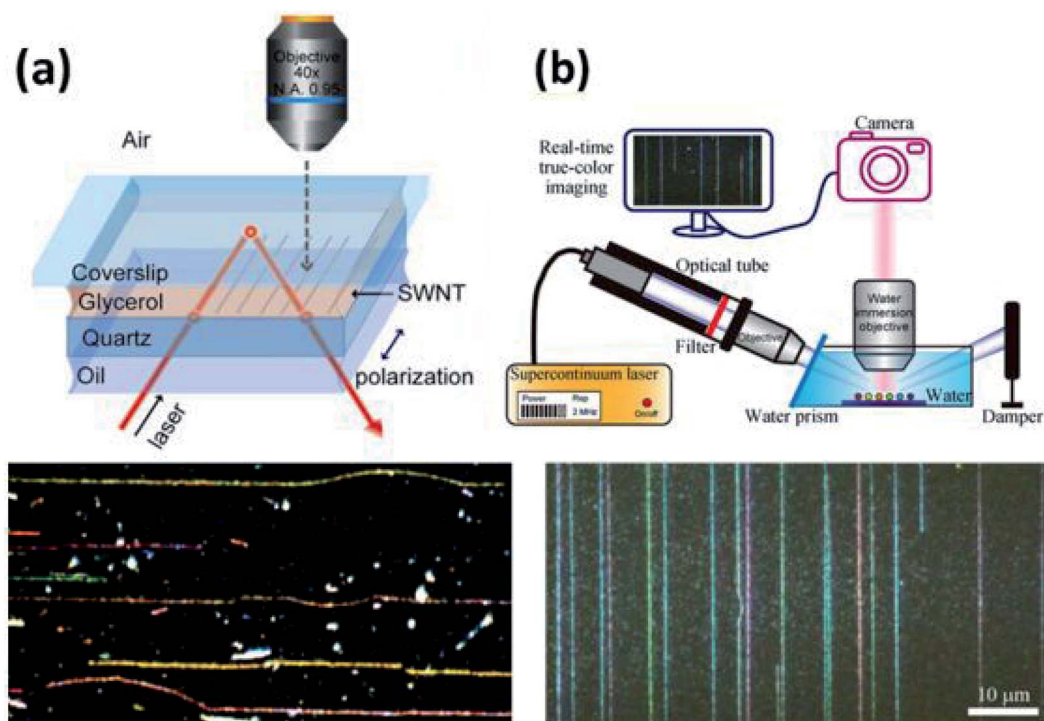 (a)
Objective
40x
N.A. 0.95
Air
Coverslip
Glycerol
Quartz
Oil
SWNT
polarization
laser
(b)
Camera
Real-time
true-color
imaging
Optical tube
Filter
Objective
Water
immersion
objective
Supercontinuum laser
Power
Rep
2 MHz
On/off
Water prism
Water
Damper
10 μm